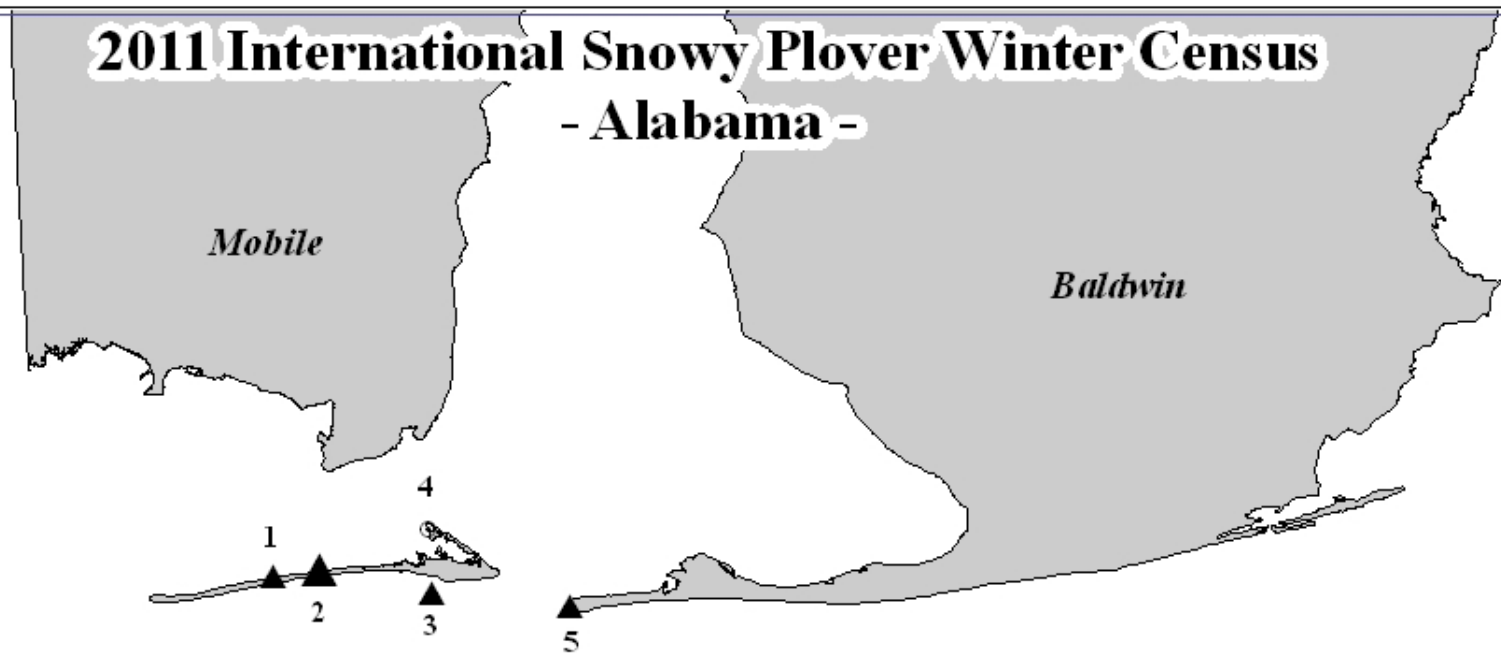 2011 International Snowy Plover Winter Census
- Alabama -
Mobile
Baldwin
4
1
2
3
5